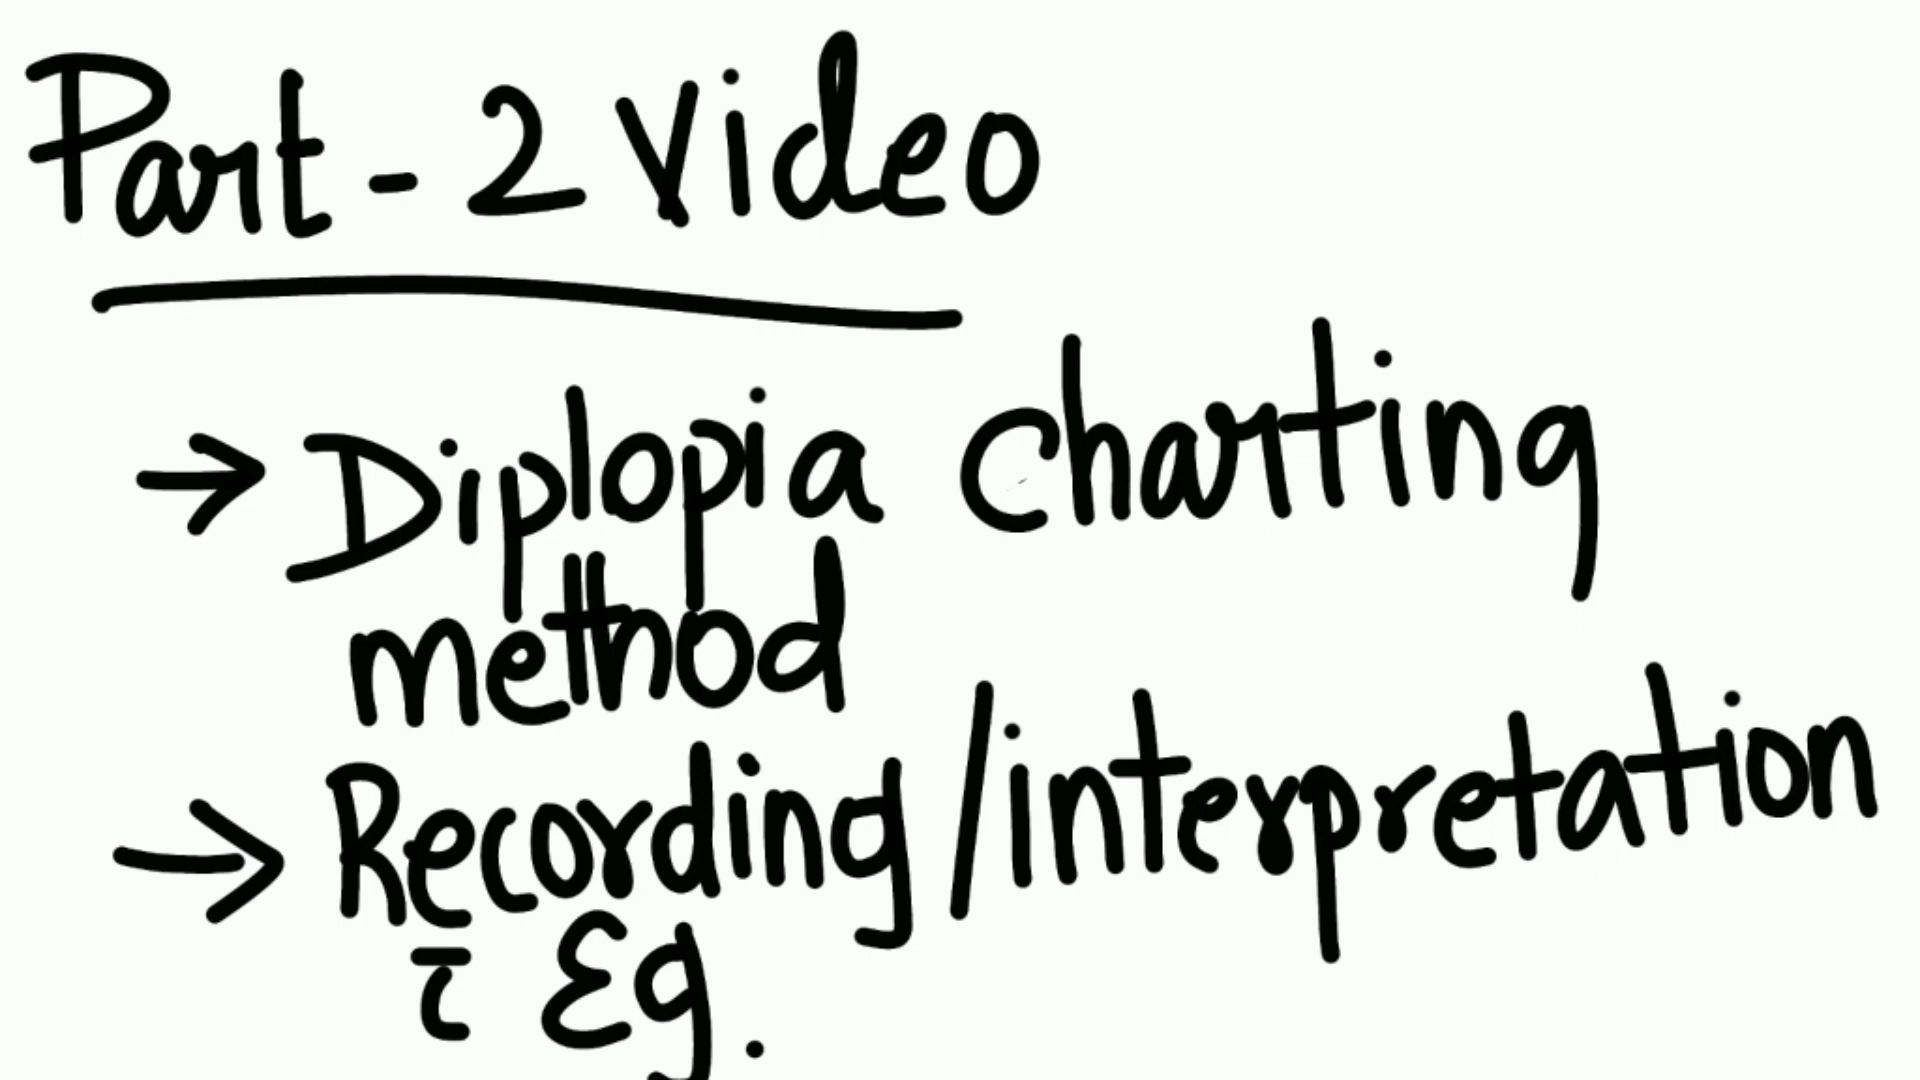 Part - 2 Video
→ Diplopia charting
method
→ Recording/interpretation
c̄ Eg.